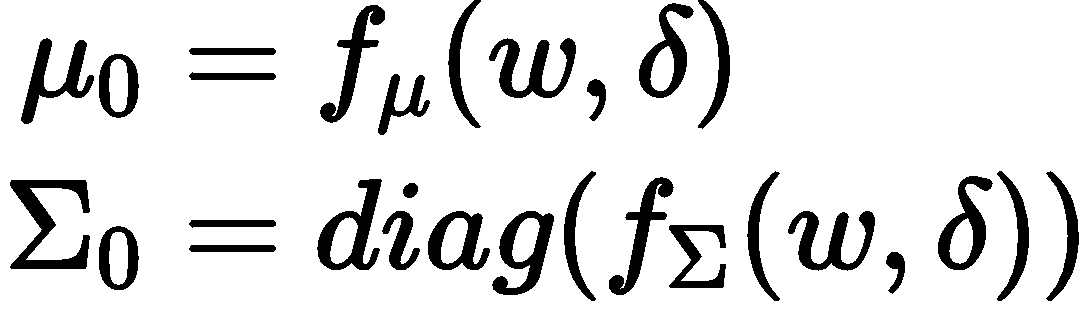 μ₀ = f_μ(w, δ)
Σ₀ = diag(f_Σ(w, δ))